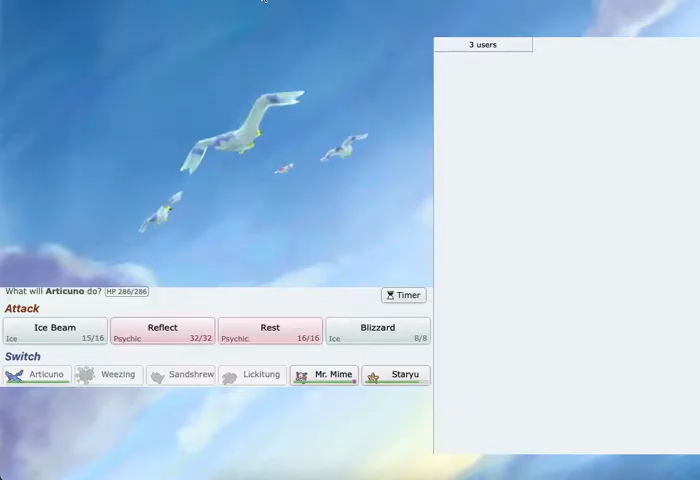 3 users
What will Articuno do? HP 286/286
Timer
Attack
Ice Beam Reflect Rest Blizzard
Ice 15/16 Psychic 32/32 Psychic 16/16 Ice 8/8
Switch
Articuno Weezing Sandshrew Lickitung Mr. Mime Staryu